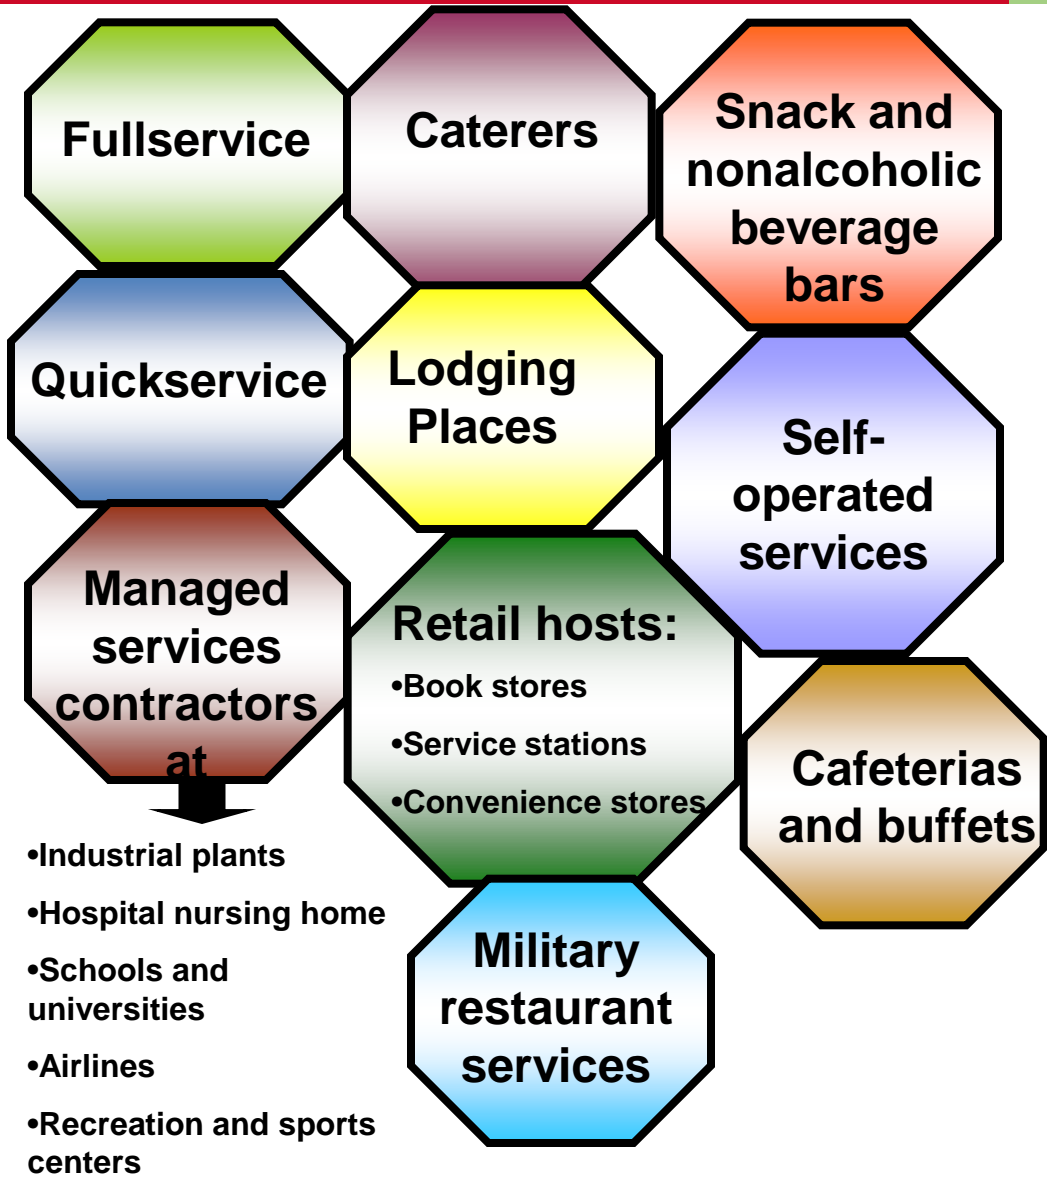 Fullservice
Caterers
Snack and
nonalcoholic
beverage
bars
Quickservice
Lodging
Places
Self-
operated
services
Managed
services
contractors
at
•Industrial plants
•Hospital nursing home
•Schools and
universities
•Airlines
•Recreation and sports
centers
Retail hosts:
•Book stores
•Service stations
•Convenience stores
Cafeterias
and buffets
Military
restaurant
services